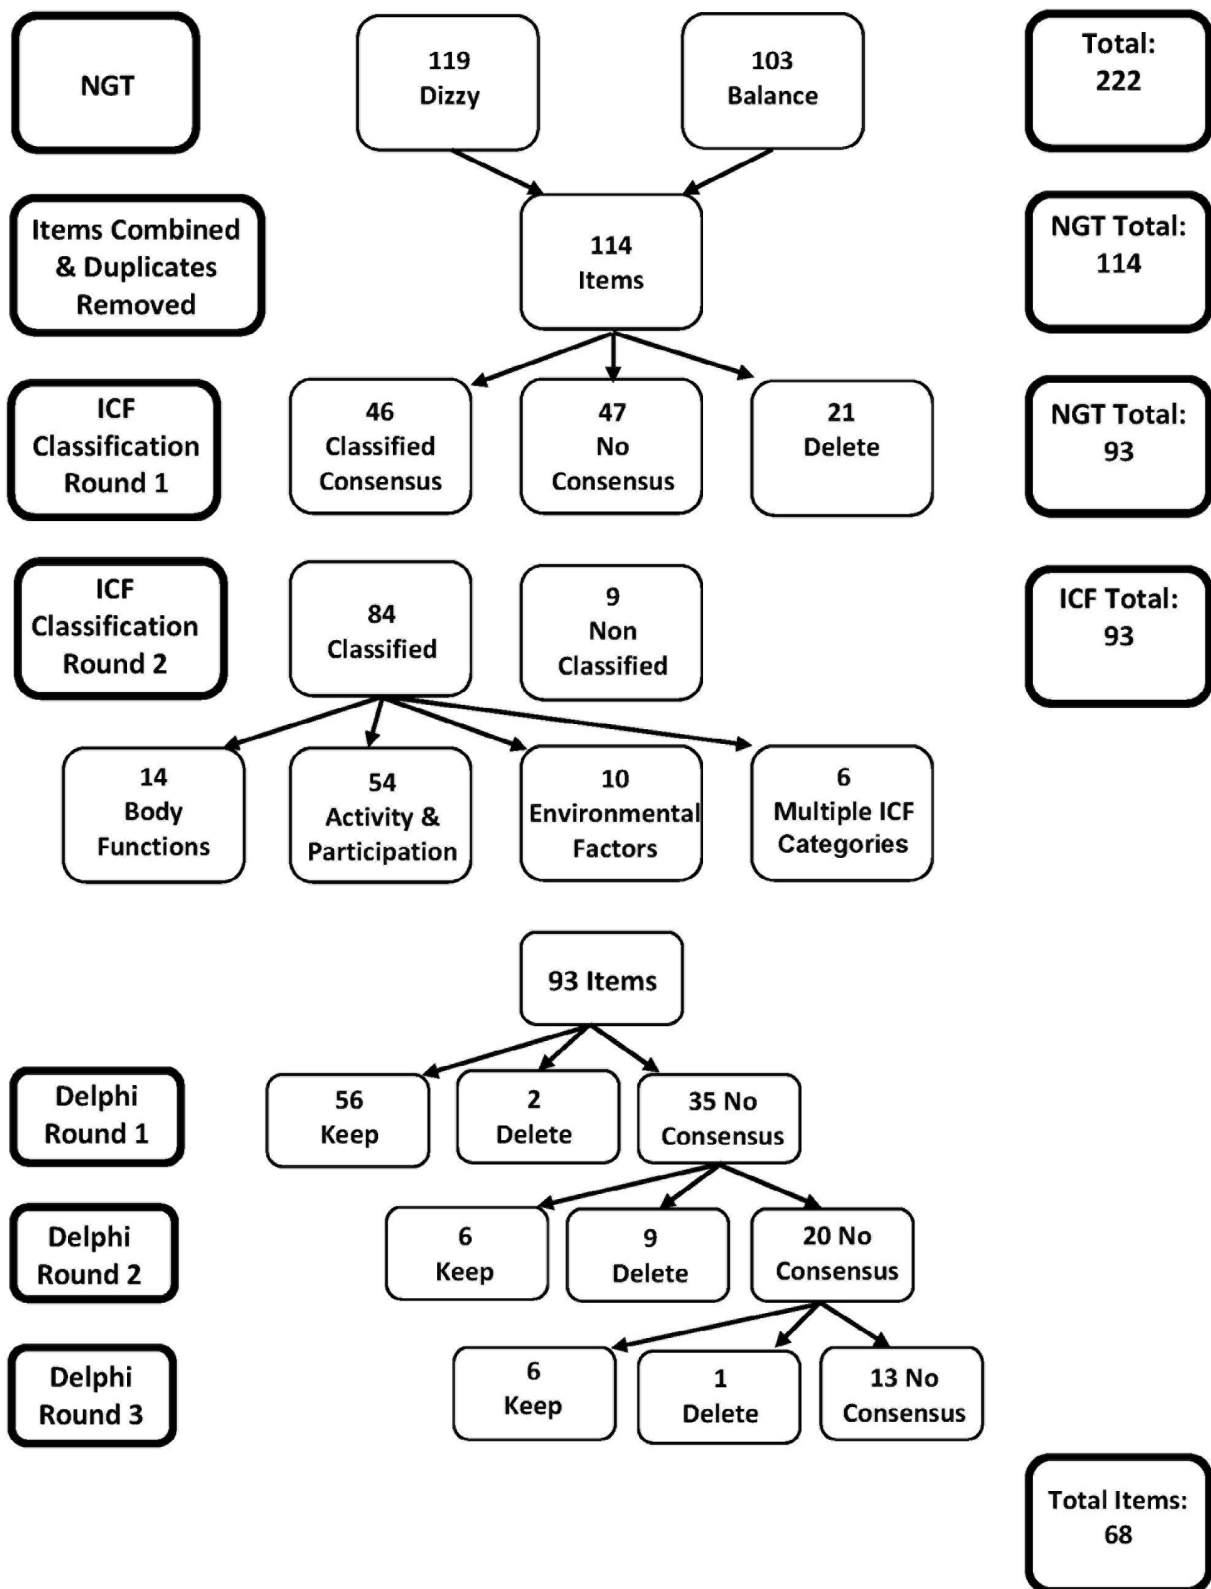 NGT
119
Dizzy
103
Balance
Total:
222
Items Combined
& Duplicates
Removed
114
Items
NGT Total:
114
ICF
Classification
Round 1
46
Classified
Consensus
47
No
Consensus
21
Delete
NGT Total:
93
ICF
Classification
Round 2
84
Classified
9
Non
Classified
ICF Total:
93
14
Body
Functions
54
Activity &
Participation
10
Environmental
Factors
6
Multiple ICF
Categories
93 Items
Delphi
Round 1
56
Keep
2
Delete
35 No
Consensus
Delphi
Round 2
6
Keep
9
Delete
20 No
Consensus
Delphi
Round 3
6
Keep
1
Delete
13 No
Consensus
Total Items:
68